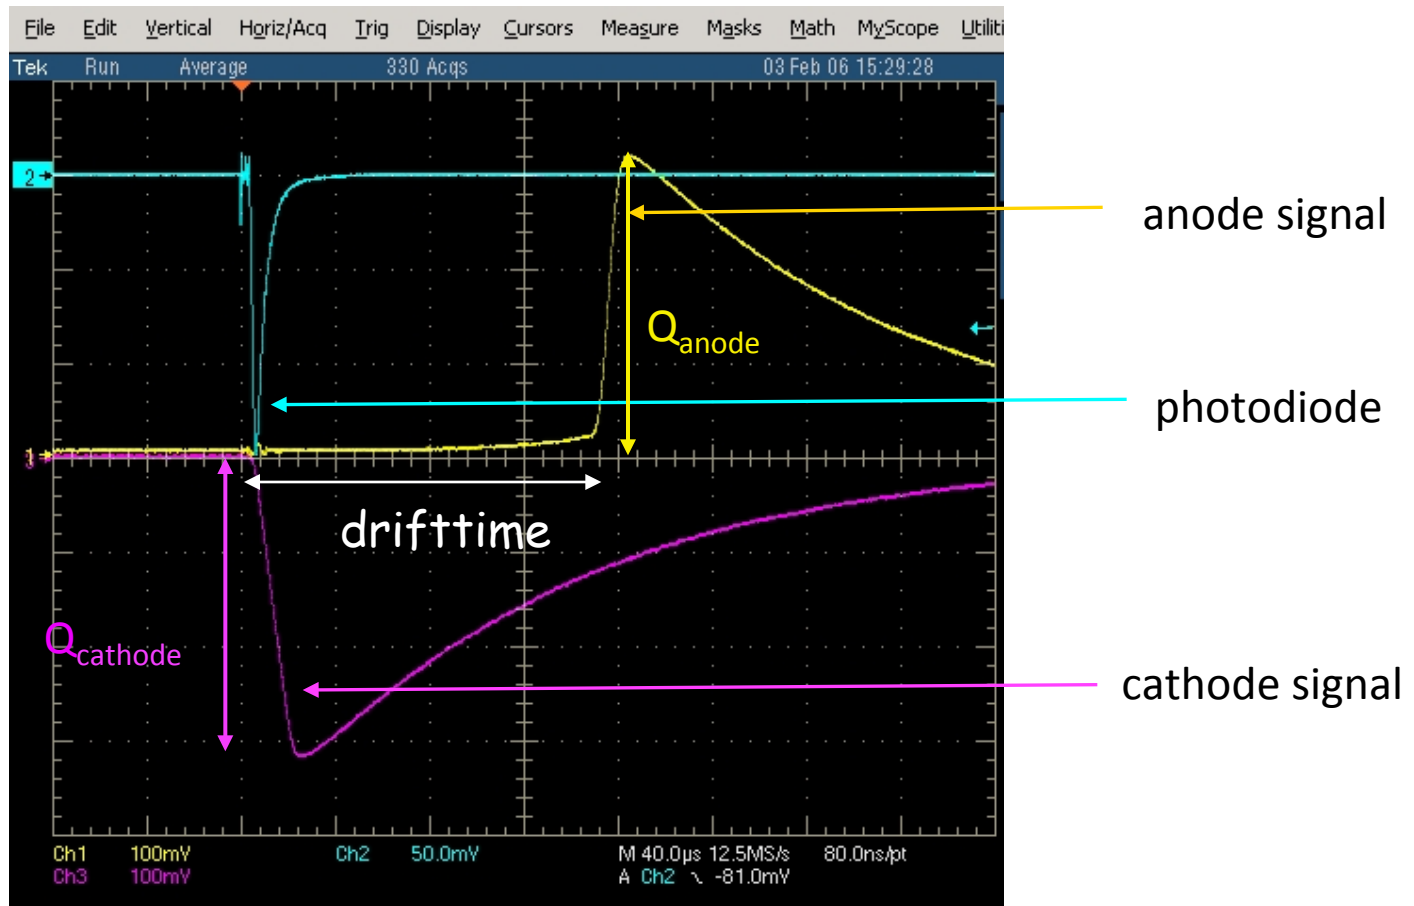 File Edit Vertical Horiz/Acq Trig Display Cursors Measure Masks Math MyScope Utiliti
Tek Run Average 330 Acqs 03 Feb 06 15:29:28
2
anode signal
Qanode
photodiode
1
3
drifttime
Qcathode
cathode signal
Ch1 100mV Ch2 50.0mV M 40.0µs 12.5MS/s 80.0ns/pt
Ch3 100mV A Ch2 -81.0mV